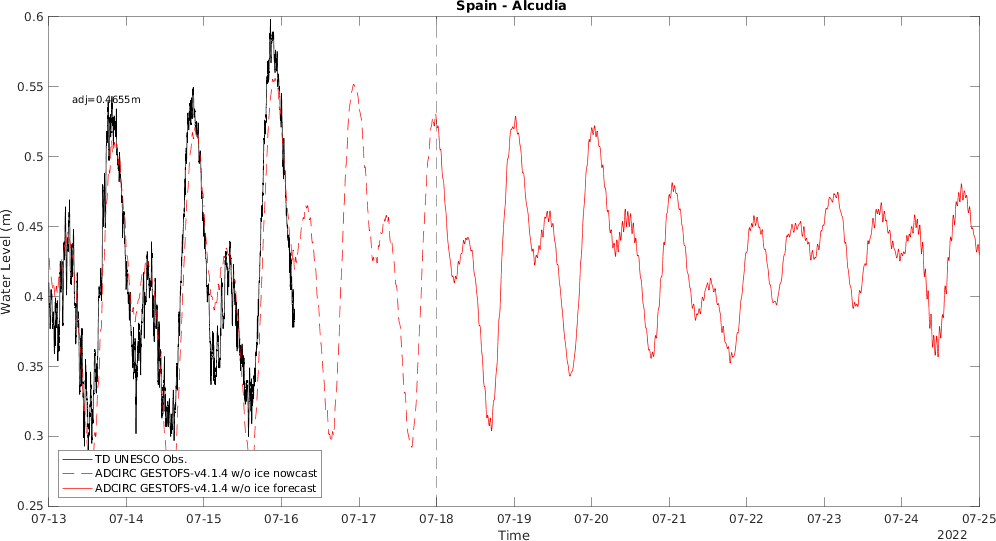 Spain - Alcudia
0.6
0.55
0.5
0.45
0.4
0.35
0.3
0.25
Water Level (m)
adj=0.4655m
TD UNESCO Obs.
ADCIRC GESTOFS-v4.1.4 w/o ice nowcast
ADCIRC GESTOFS-v4.1.4 w/o ice forecast
07-13 07-14 07-15 07-16 07-17 07-18 07-19 07-20 07-21 07-22 07-23 07-24 07-25
Time
2022